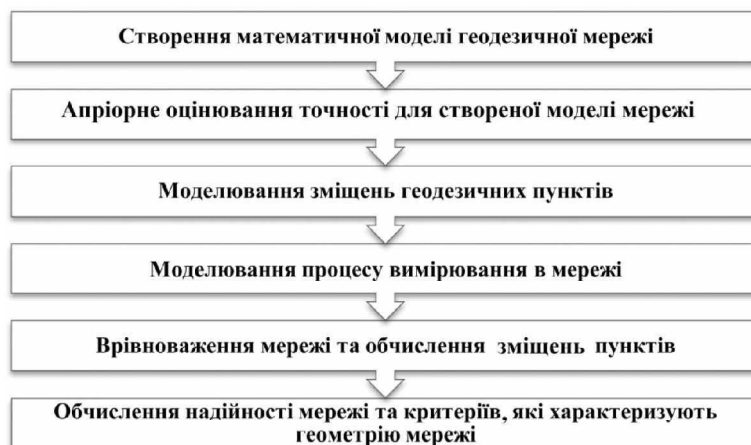 Створення математичної моделі геодезичної мережі
Апріорне оцінювання точності для створеної моделі мережі
Моделювання зміщень геодезичних пунктів
Моделювання процесу вимірювання в мережі
Врівноваження мережі та обчислення зміщень пунктів
Обчислення надійності мережі та критеріїв, які характеризують
геометрію мережі